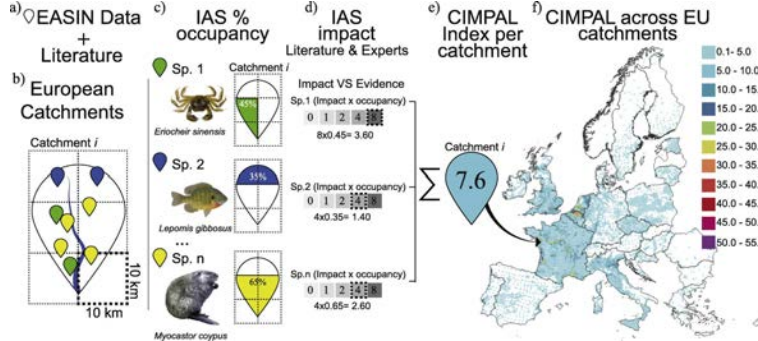 a)
EASIN Data
+
Literature
b)
European
Catchments
Catchment i
10 km
10 km
c)
IAS %
occupancy
Catchment i
Sp. 1
45%
Eriocheir sinensis
Sp. 2
35%
Lepomis gibbosus
...
Sp. n
65%
Myocastor coypus
d)
IAS
impact
Literature & Experts
Impact VS Evidence
Sp.1 (Impact x occupancy)
0 1 2 4 8
8x0.45= 3.60
Sp.2 (Impact x occupancy)
0 1 2 4 8
4x0.35= 1.40
Sp.n (Impact x occupancy)
0 1 2 4 8
4x0.65= 2.60
∑
e)
CIMPAL
Index per
catchment
Catchment i
7.6
f)
CIMPAL across EU
catchments
0.1- 5.0
5.0 - 10.
10.0 - 15.
15.0 - 20.
20.0 - 25.
25.0 - 30.
30.0 - 35.
35.0 - 40.
40.0 - 45.
45.0 - 50.
50.0 - 55.